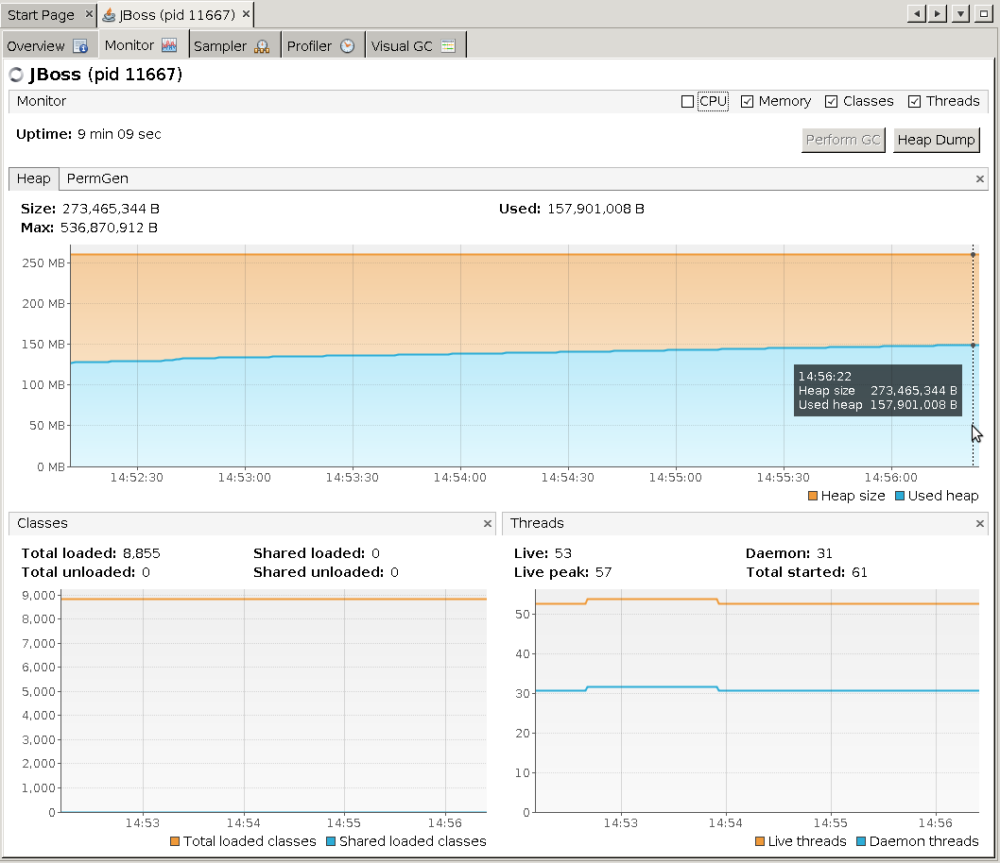 Start Page × JBoss (pid 11667) ×
Overview Monitor Sampler Profiler Visual GC
JBoss (pid 11667)
Monitor CPU Memory Classes Threads
Uptime: 9 min 09 sec
Perform GC Heap Dump
Heap PermGen ×
Size: 273,465,344 B Used: 157,901,008 B
Max: 536,870,912 B
250 MB
200 MB
150 MB
100 MB
50 MB
0 MB
14:56:22
Heap size 273,465,344 B
Used heap 157,901,008 B
14:52:30 14:53:00 14:53:30 14:54:00 14:54:30 14:55:00 14:55:30 14:56:00
Heap size Used heap
Classes ×
Total loaded: 8,855 Shared loaded: 0
Total unloaded: 0 Shared unloaded: 0
9,000
8,000
7,000
6,000
5,000
4,000
3,000
2,000
1,000
0
14:53 14:54 14:55 14:56
Total loaded classes Shared loaded classes
Threads ×
Live: 53 Daemon: 31
Live peak: 57 Total started: 61
50
40
30
20
10
0
14:53 14:54 14:55 14:56
Live threads Daemon threads